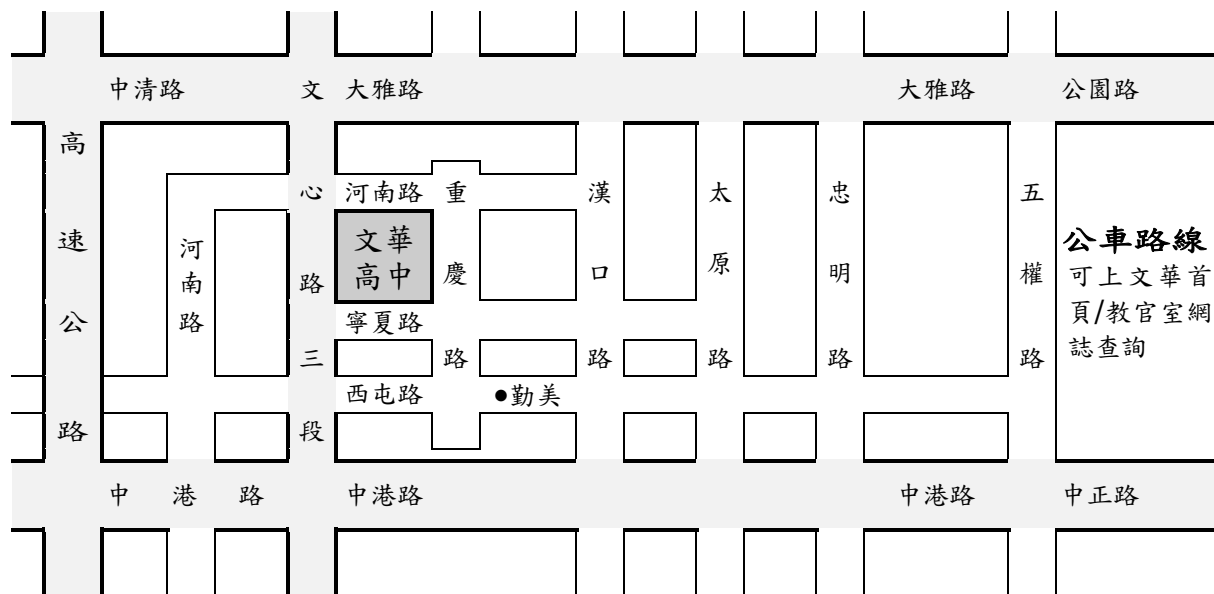 中清路
大雅路
大雅路
公園路
高速公路
文心路三段
河南路
河南路
文華
高中
重慶路
漢口路
太原路
忠明路
五權路
寧夏路
西屯路
●勤美
公車路線
可上文華首
頁/教官室網
誌查詢
中港路
中港路
中港路
中正路